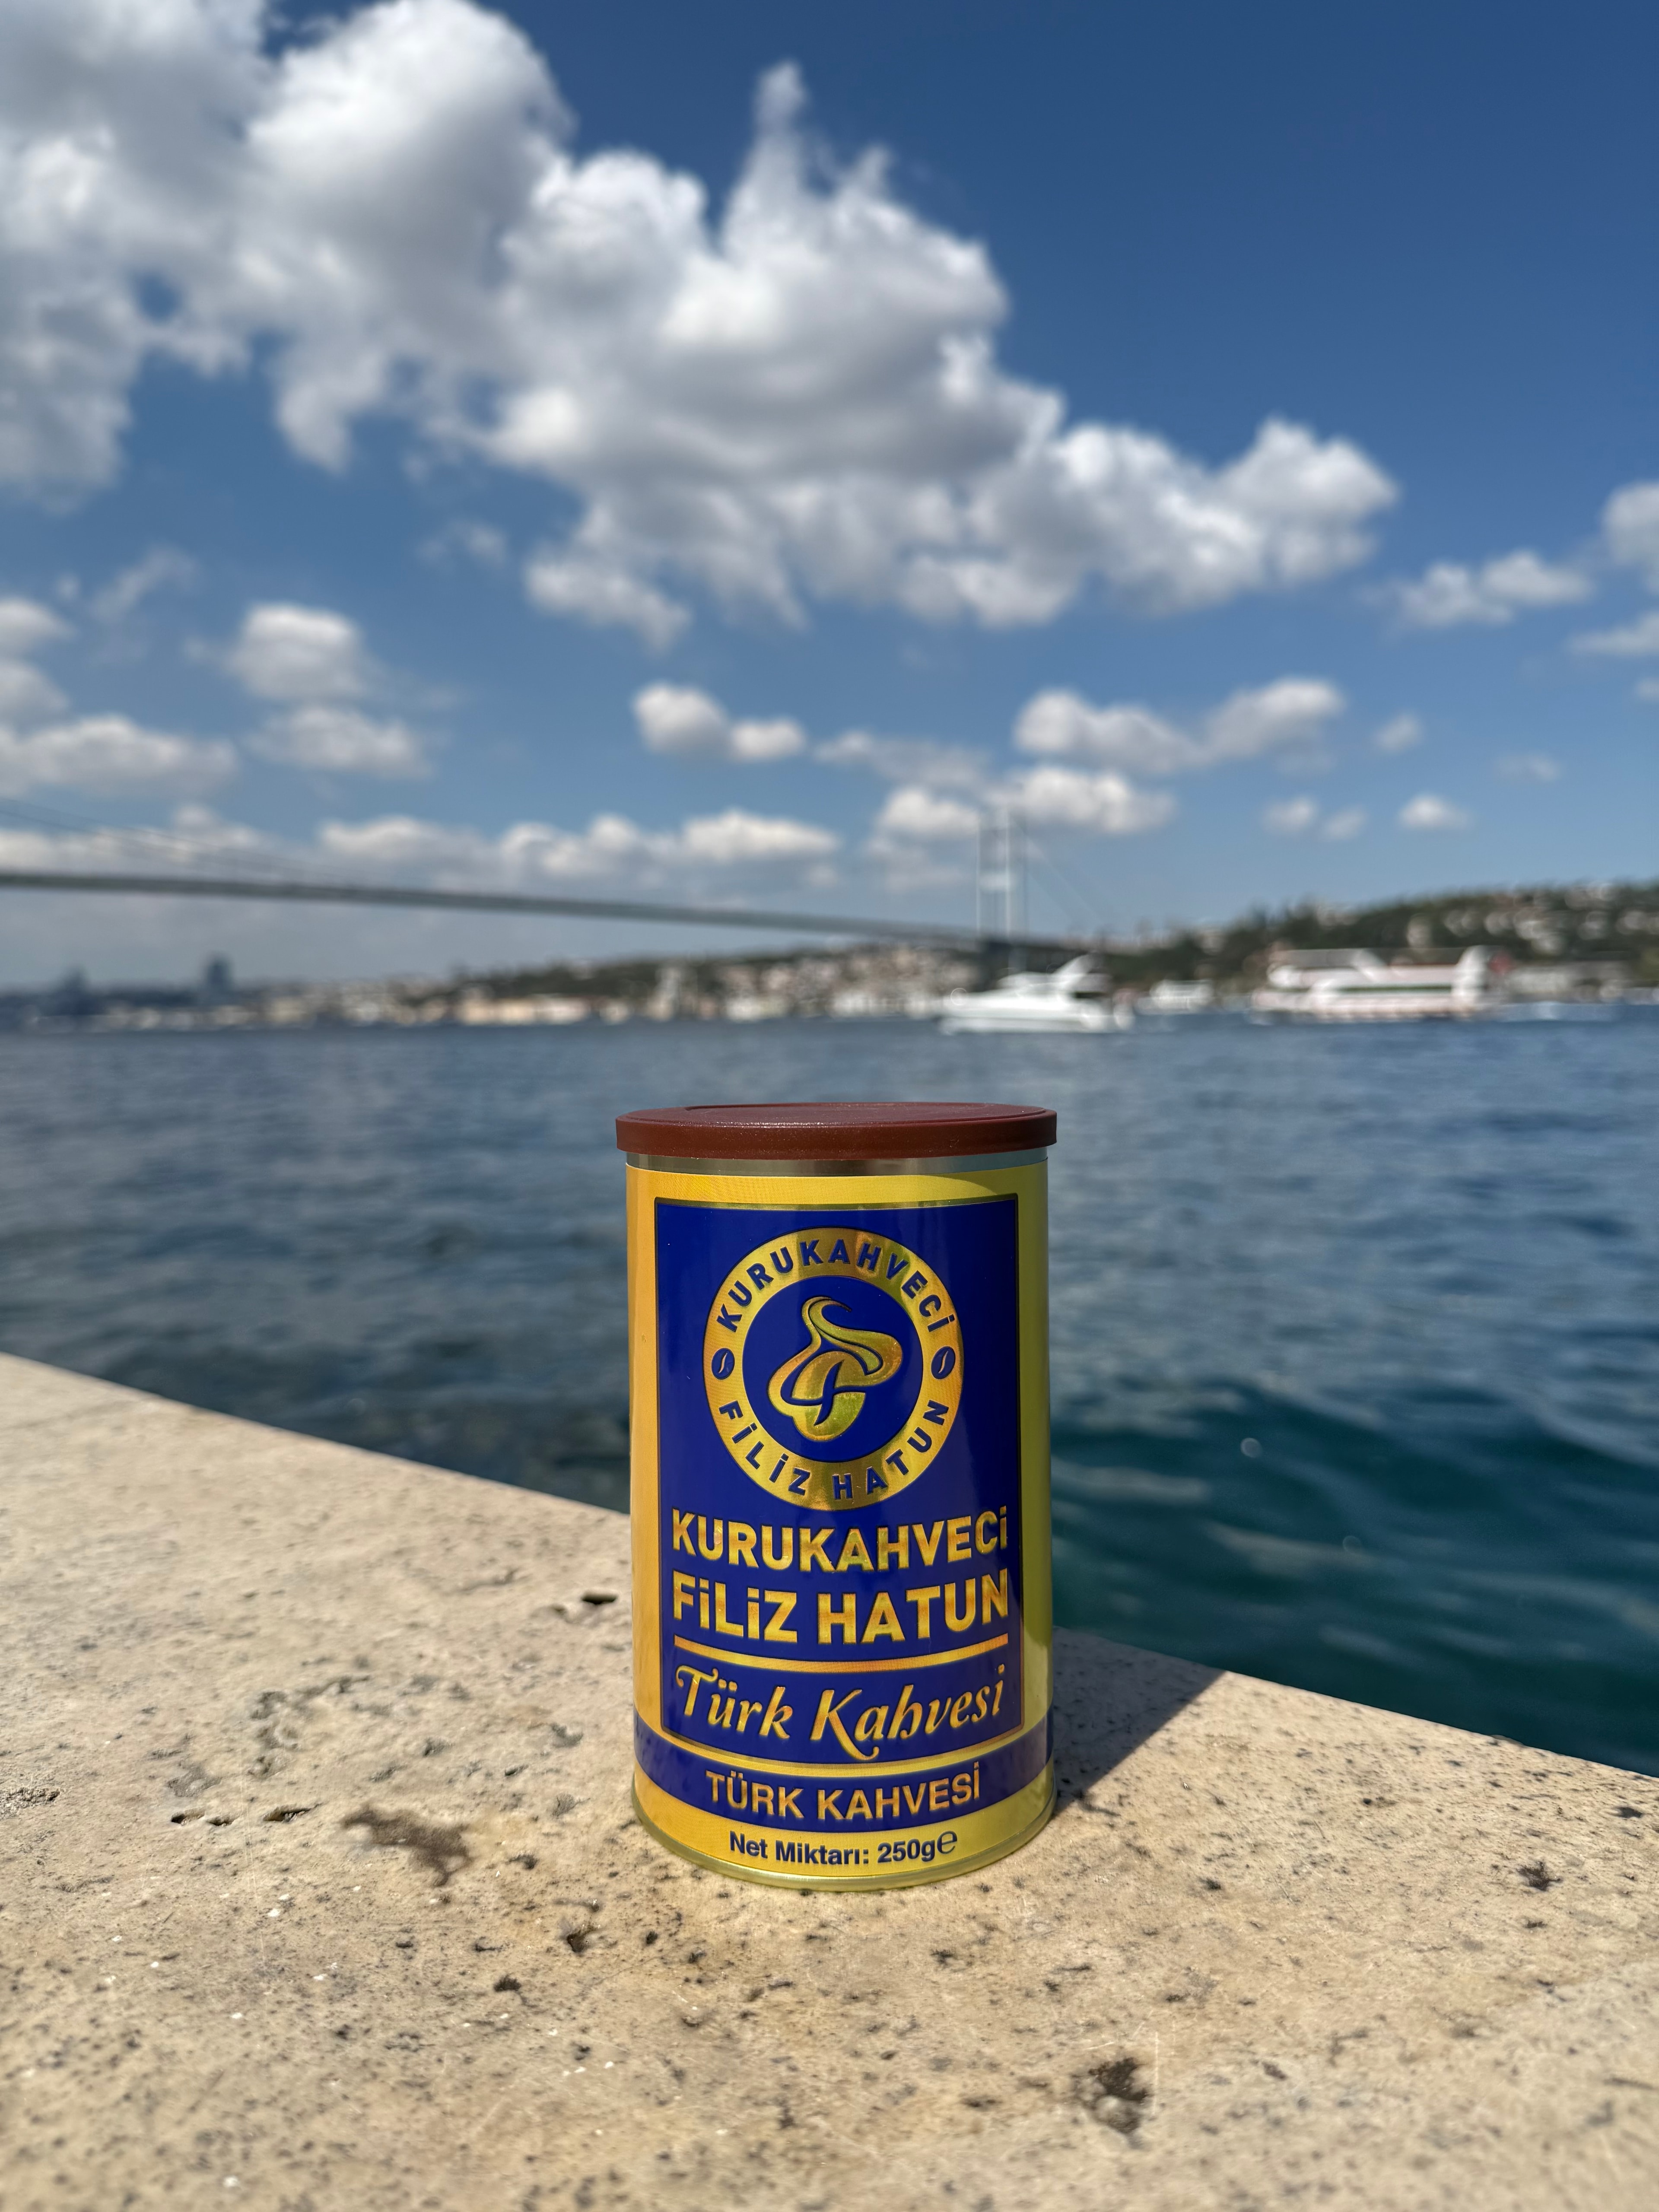 KURUKAHVECİ
FİLİZ HATUN
KURUKAHVECİ
FİLİZ HATUN
Türk Kahvesi
TÜRK KAHVESİ
Net Miktarı: 250g℮